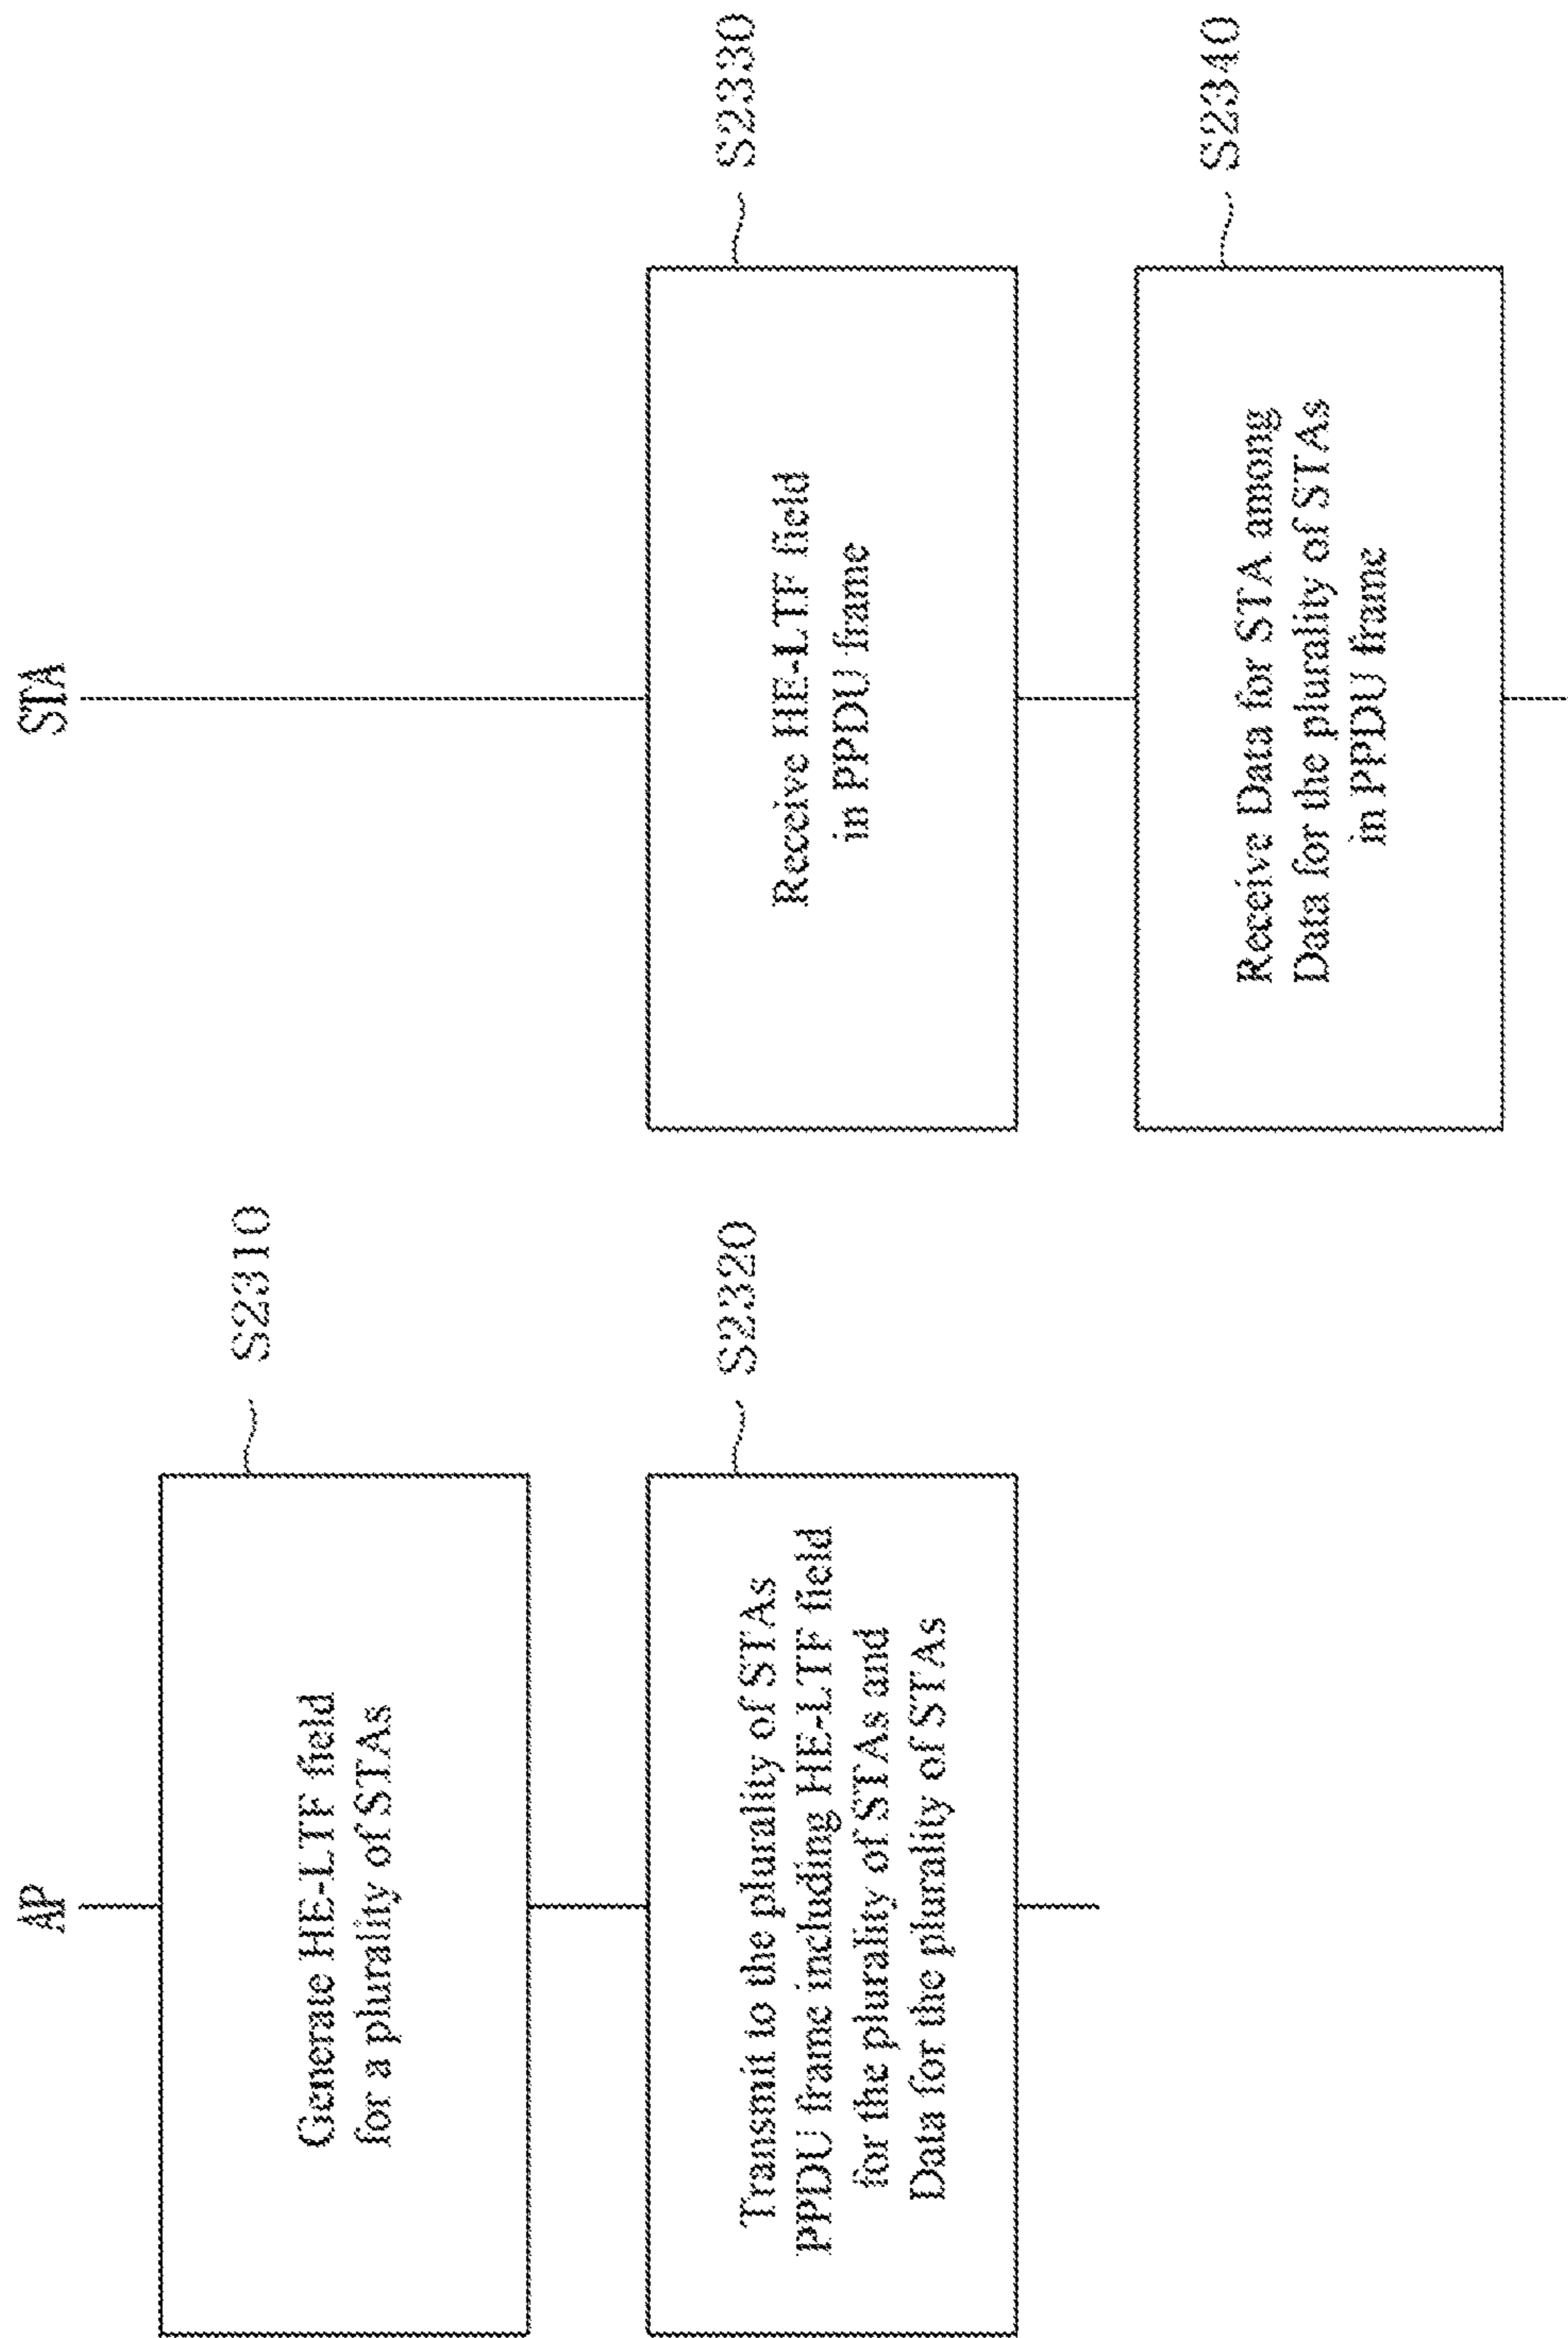 AP
STA
Generate HE-LTF field
for a plurality of STAs
S2310
Transmit to the plurality of STAs
PPDU frame including HE-LTF field
for the plurality of STAs and
Data for the plurality of STAs
S2320
Receive HE-LTF field
in PPDU frame
S2330
Receive Data for STA among
Data for the plurality of STAs
in PPDU frame
S2340